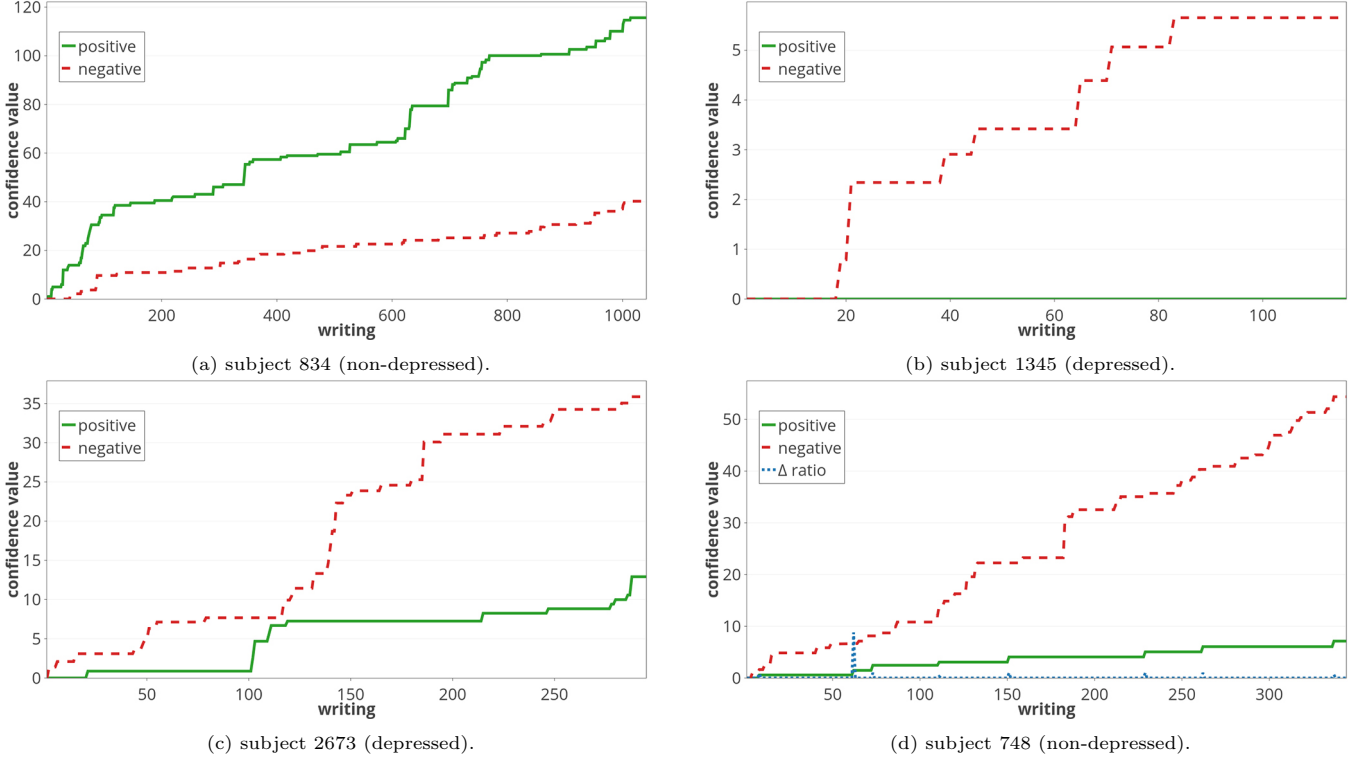 120
100
80
60
40
20
0
confidence value
positive
negative
200
400
600
800
1000
writing
(a) subject 834 (non-depressed).
5
4
3
2
1
0
confidence value
positive
negative
20
40
60
80
100
writing
(b) subject 1345 (depressed).
35
30
25
20
15
10
5
0
confidence value
positive
negative
50
100
150
200
250
writing
(c) subject 2673 (depressed).
50
40
30
20
10
0
confidence value
positive
negative
Δ ratio
50
100
150
200
250
300
writing
(d) subject 748 (non-depressed).